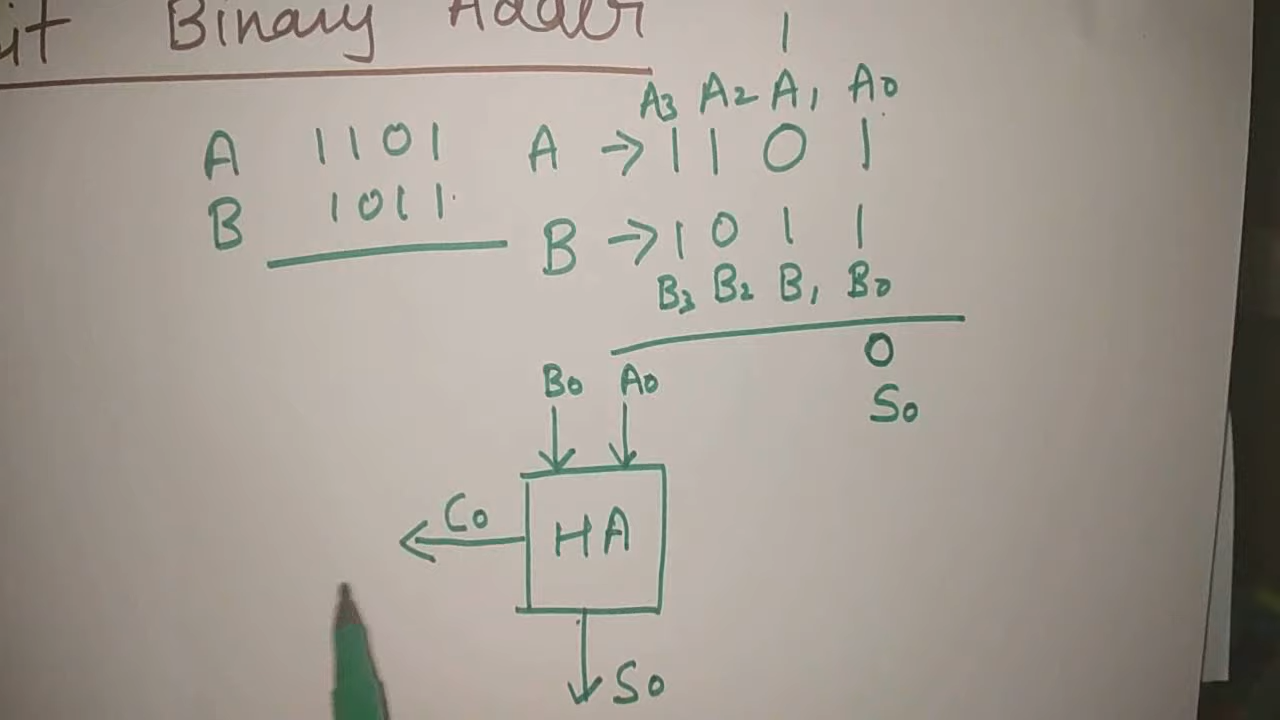 Binary Adder
1
A3 A2 A1 A0
A 1101 A → 1 1 0 1
B 1011 B → 1 0 1 1
B3 B2 B1 B0
0
B0 A0
S0
C0 HA
S0